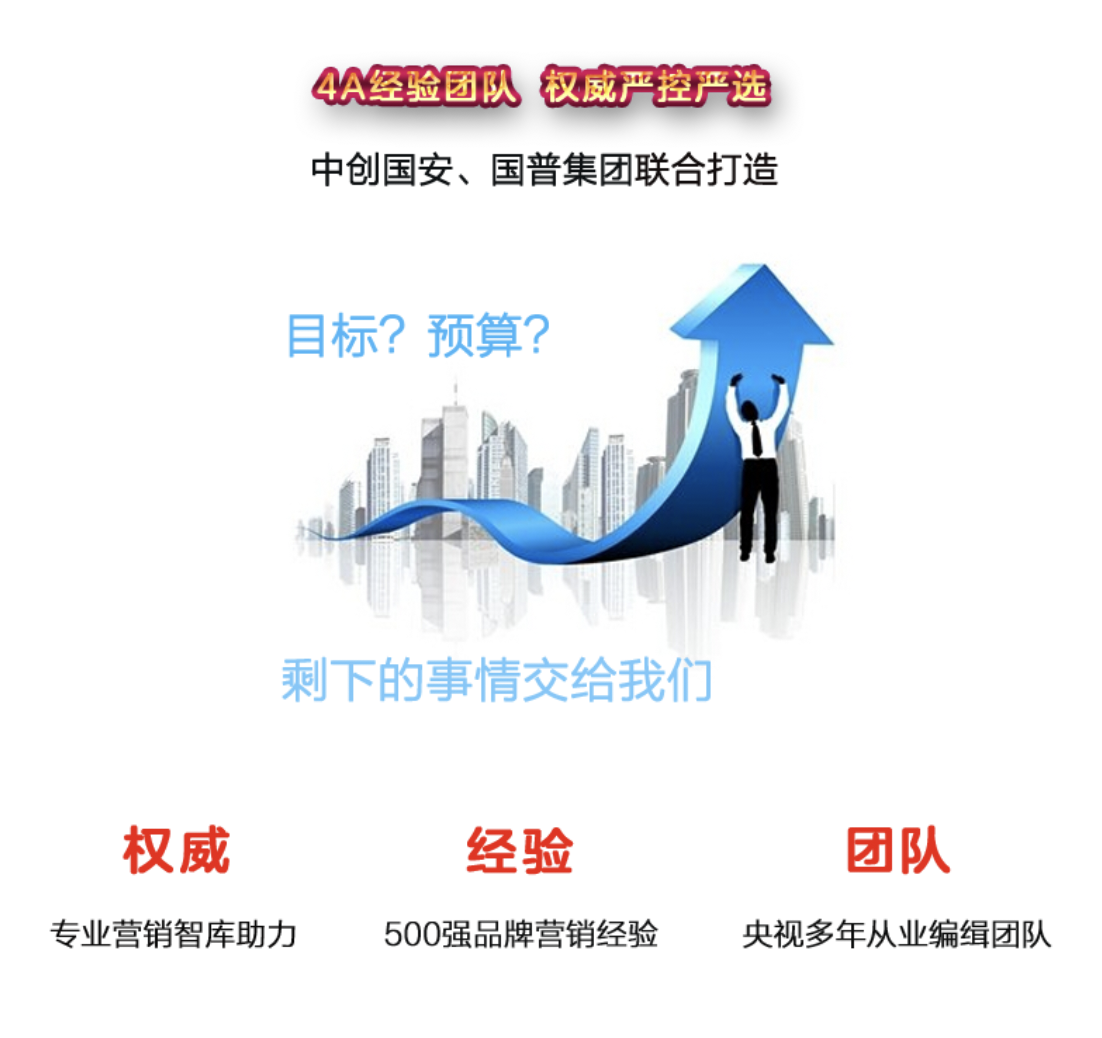 4A经验团队 权威严控严选
中创国安、国普集团联合打造
目标？预算？
剩下的事情交给我们
权威 经验 团队
专业营销智库助力 500强品牌营销经验 央视多年从业编缉团队